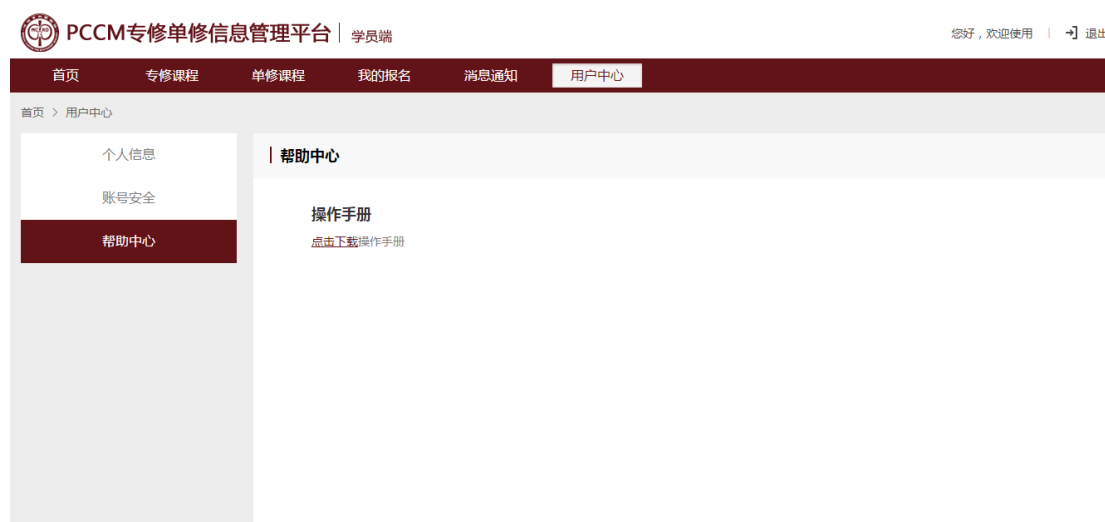 PCCM专修单修信息管理平台 学员端
您好，欢迎使用 退出
首页 专修课程 单修课程 我的报名 消息通知 用户中心
首页 > 用户中心
个人信息
账号安全
帮助中心
帮助中心
操作手册
点击下载操作手册